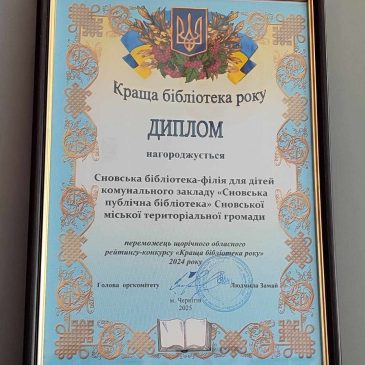 Краща бібліотека року
ДИПЛОМ
нагороджується
Сновська бібліотека-філія для дітей
комунального закладу «Сновська
публічна бібліотека» Сновської
міської територіальної громади
переможець щорічного обласного
рейтингу-конкурсу «Краща бібліотека року»
2024 року
Голова оргкомітету Людмила Замай
м. Чернігів
2025